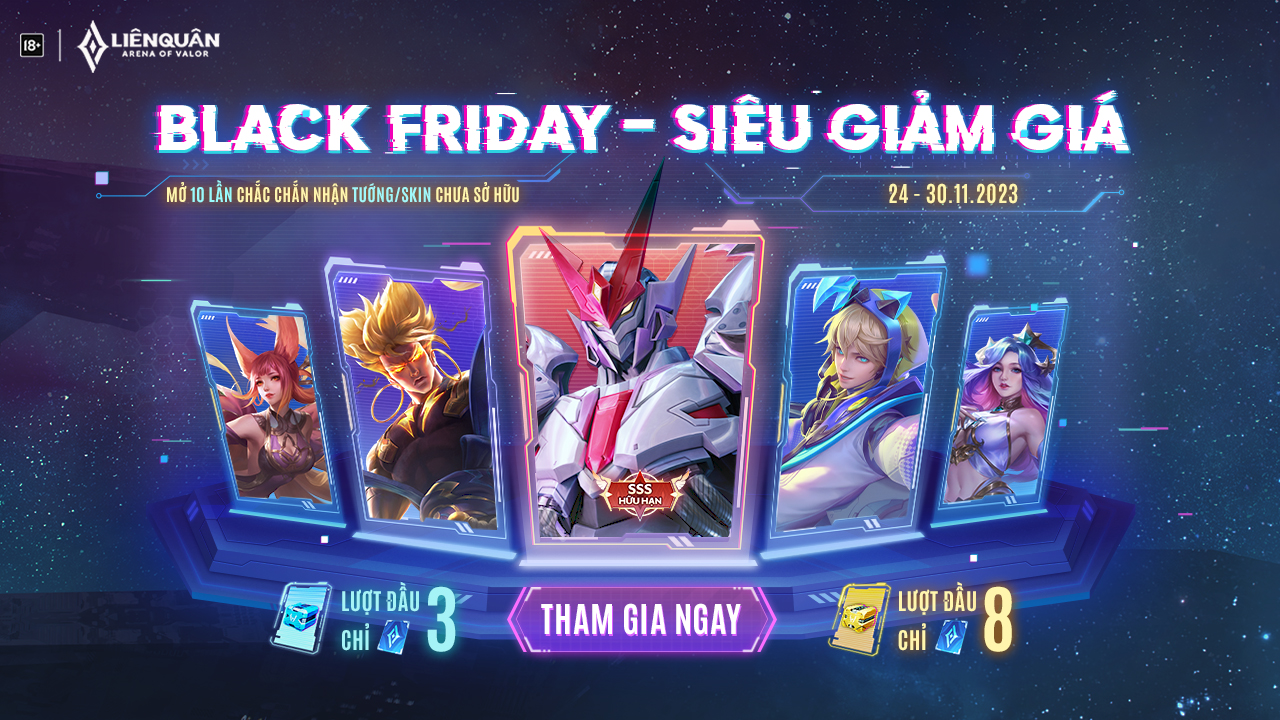 18+
LIÊNQUÂN
ARENA OF VALOR
BLACK FRIDAY - SIÊU GIẢM GIÁ
MỞ 10 LẦN CHẮC CHẮN NHẬN TƯỚNG/SKIN CHƯA SỞ HỮU
24 - 30.11.2023
SSS
HỮU HẠN
LƯỢT ĐẦU
CHỈ 3
THAM GIA NGAY
LƯỢT ĐẦU
CHỈ 8